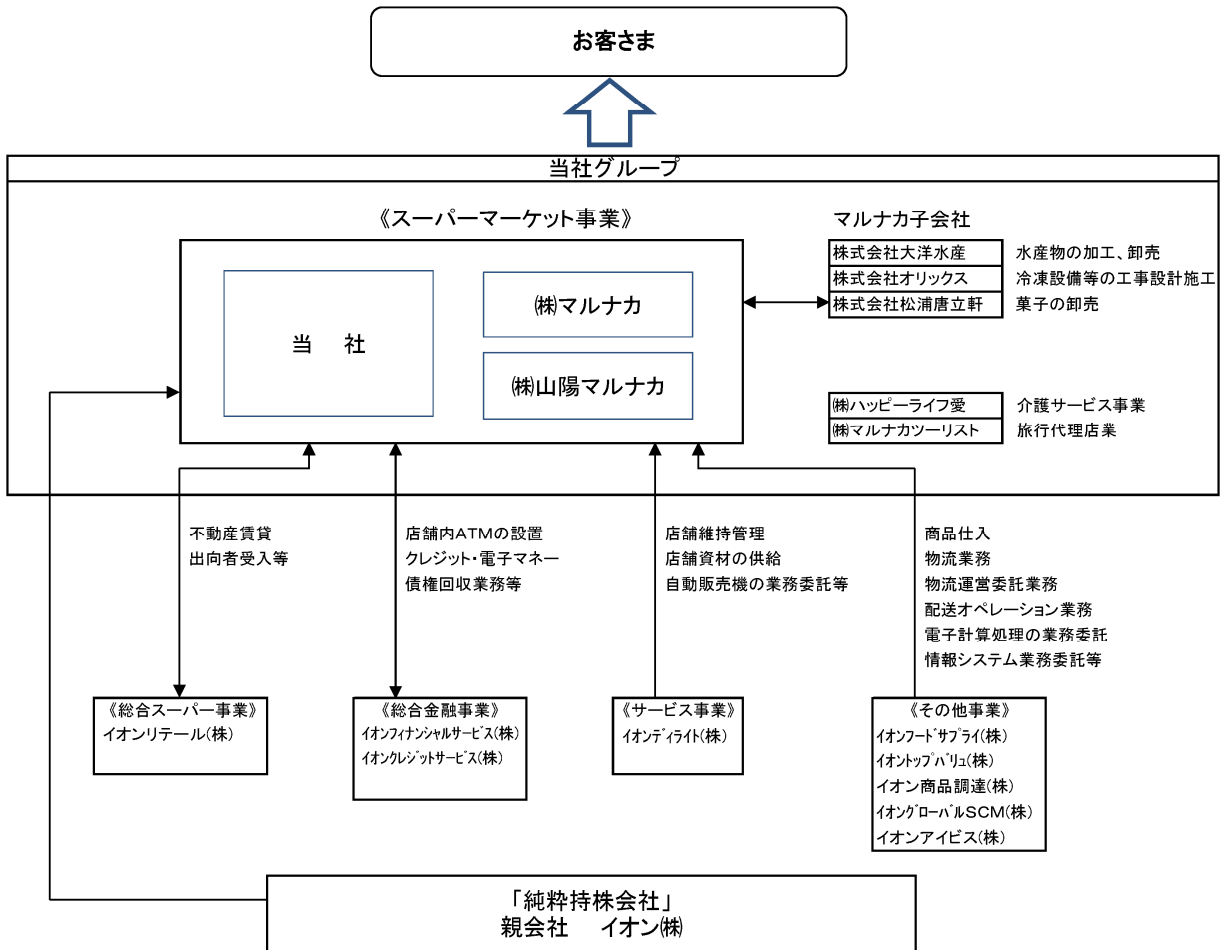 お客さま
当社グループ
《スーパーマーケット事業》
当　社
㈱マルナカ
㈱山陽マルナカ
マルナカ子会社
株式会社大洋水産　水産物の加工、卸売
株式会社オリックス　冷凍設備等の工事設計施工
株式会社松浦唐立軒　菓子の卸売
㈱ハッピーライフ愛　介護サービス事業
㈱マルナカツーリスト　旅行代理店業
不動産賃貸
出向者受入等
店舗内ATMの設置
クレジット・電子マネー
債権回収業務等
店舗維持管理
店舗資材の供給
自動販売機の業務委託等
商品仕入
物流業務
物流運営委託業務
配送オペレーション業務
電子計算処理の業務委託
情報システム業務委託等
《総合スーパー事業》
イオンリテール(株)
《総合金融事業》
イオンフィナンシャルサービス(株)
イオンクレジットサービス(株)
《サービス事業》
イオンディライト(株)
《その他事業》
イオンフードサプライ(株)
イオントップバリュ(株)
イオン商品調達(株)
イオングローバルSCM(株)
イオンアイビス(株)
「純粋持株会社」
親会社　イオン㈱